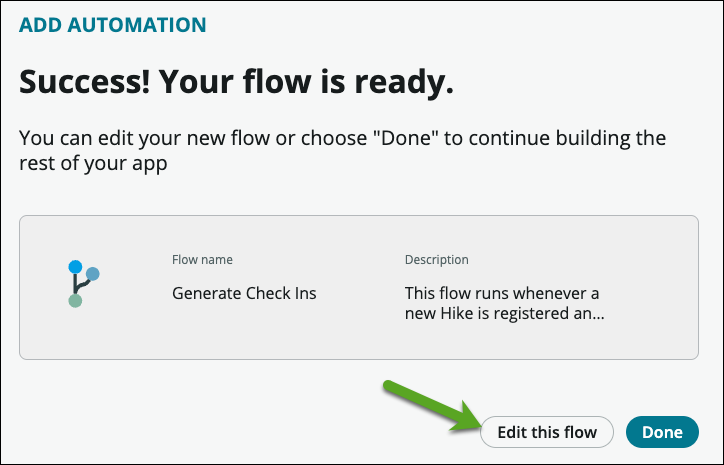 ADD AUTOMATION
Success! Your flow is ready.
You can edit your new flow or choose "Done" to continue building the
rest of your app
Flow name
Generate Check Ins
Description
This flow runs whenever a
new Hike is registered an...
Edit this flow
Done